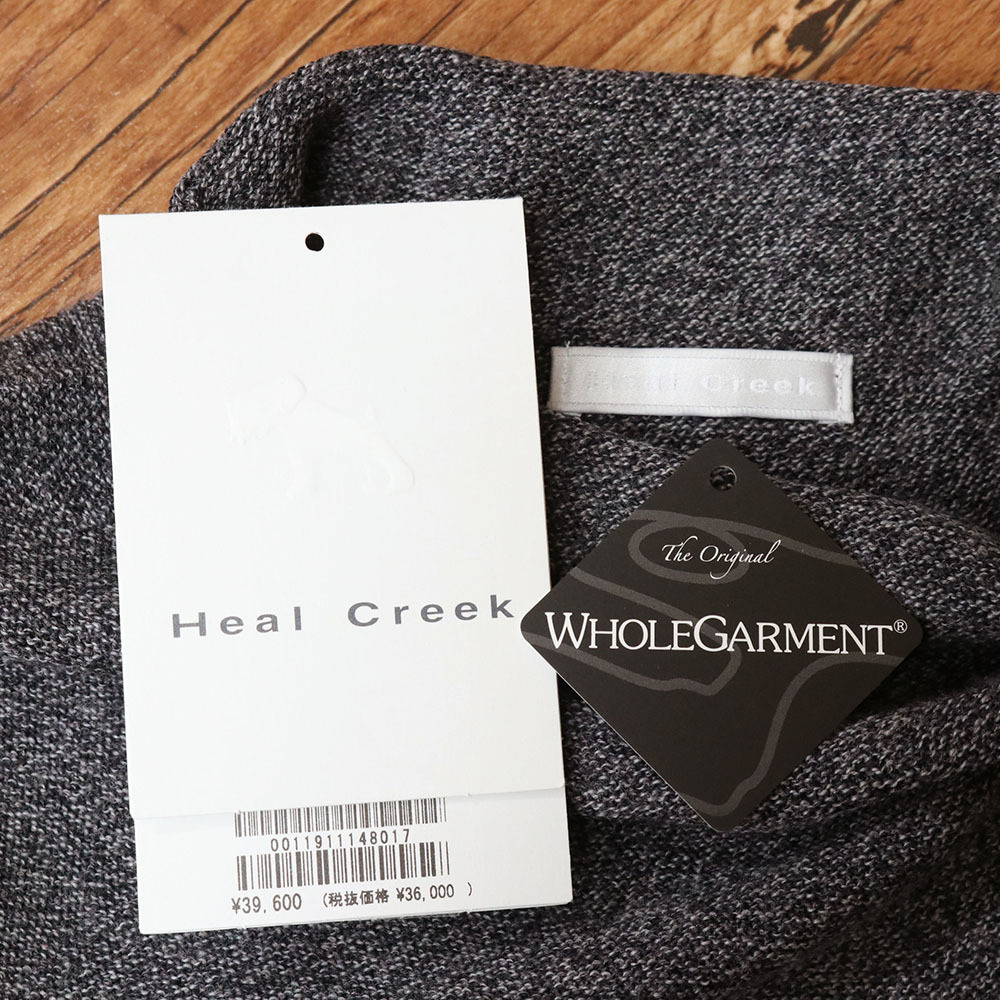 Heal Creek
The Original
WHOLEGARMENT®
Heal Creek
0011911148017
¥39,600 (税抜価格 ¥36,000 )